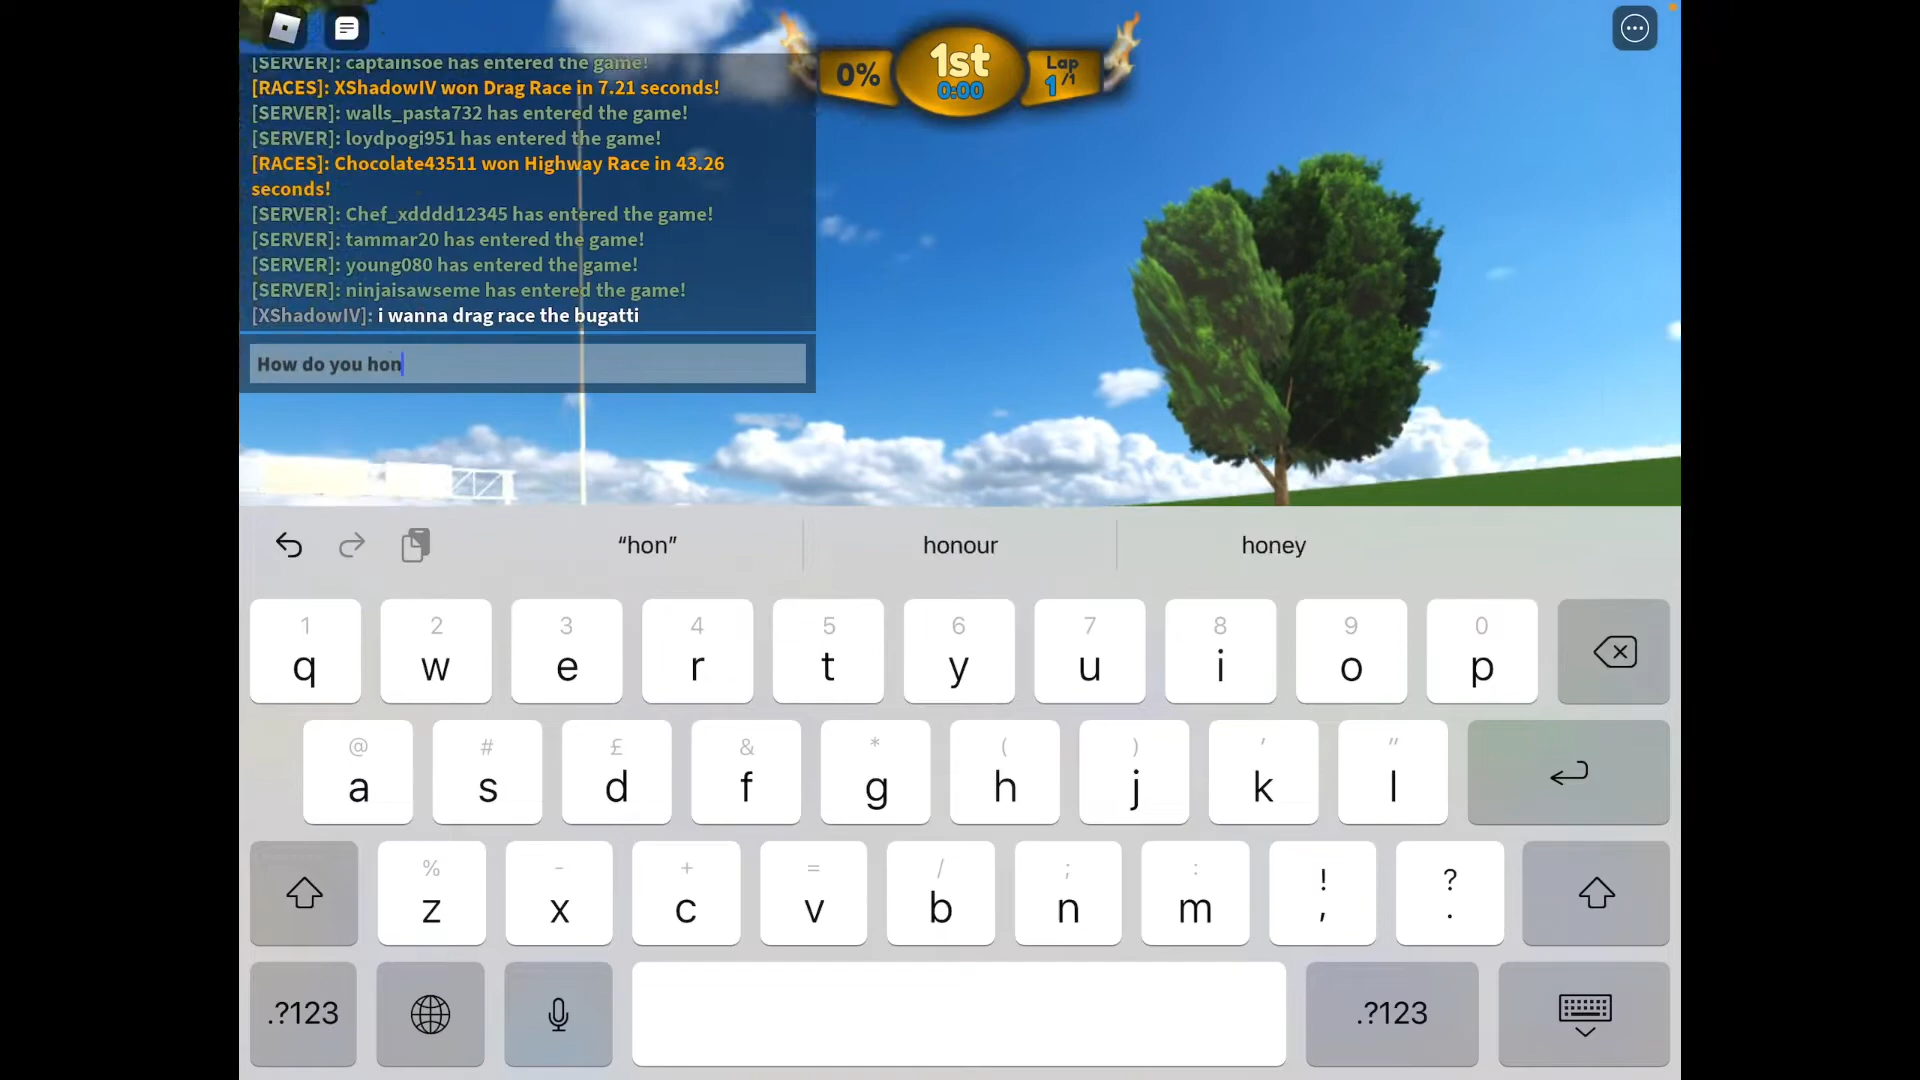 [SERVER]: captainsoe has entered the game!
[RACES]: XShadowIV won Drag Race in 7.21 seconds!
[SERVER]: walls_pasta732 has entered the game!
[SERVER]: loydpogi951 has entered the game!
[RACES]: Chocolate43511 won Highway Race in 43.26
seconds!
[SERVER]: Chef_xdddd12345 has entered the game!
[SERVER]: tammar20 has entered the game!
[SERVER]: young080 has entered the game!
[SERVER]: ninjaisawseme has entered the game!
[XShadowIV]: i wanna drag race the bugatti
How do you hon
0%
1st
0:00
Lap
1/1
“hon” honour honey
1 2 3 4 5 6 7 8 9 0
q w e r t y u i o p
@ # £ & * ( ) ' "
a s d f g h j k l
% - + = / ; : ! ?
z x c v b n m , .
.?123 .?123